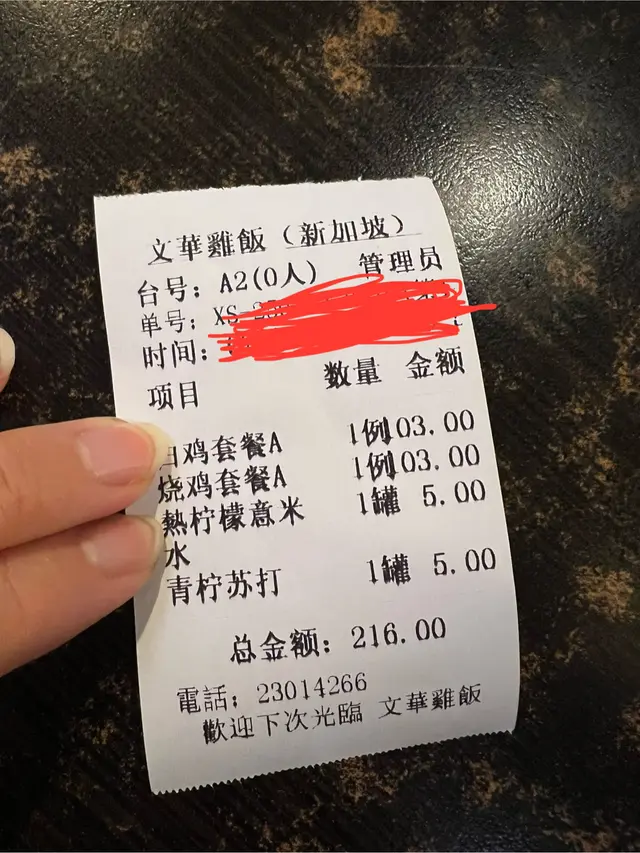 文華雞飯（新加坡）
台号：A2(0人) 管理员
单号：XS
时间：
项目 数量 金额
白鸡套餐A 1例103.00
烧鸡套餐A 1例103.00
熱柠檬意米 1罐 5.00
水
青柠苏打 1罐 5.00
总金额：216.00
電話：23014266
歡迎下次光臨 文華雞飯